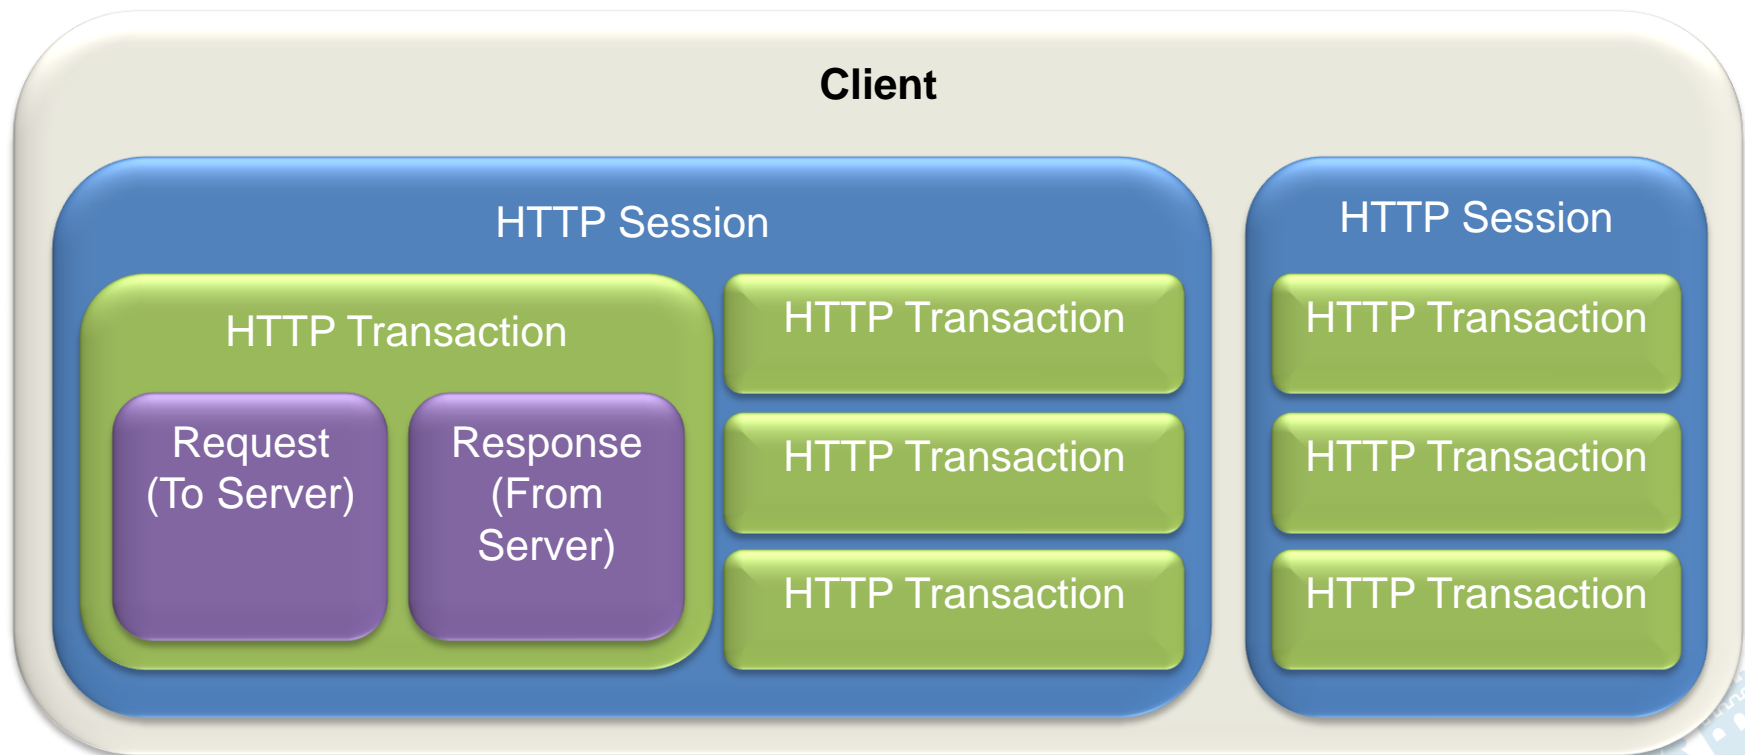 Client
HTTP Session
HTTP Transaction
Request
(To Server)
Response
(From
Server)
HTTP Transaction
HTTP Transaction
HTTP Transaction
HTTP Session
HTTP Transaction
HTTP Transaction
HTTP Transaction